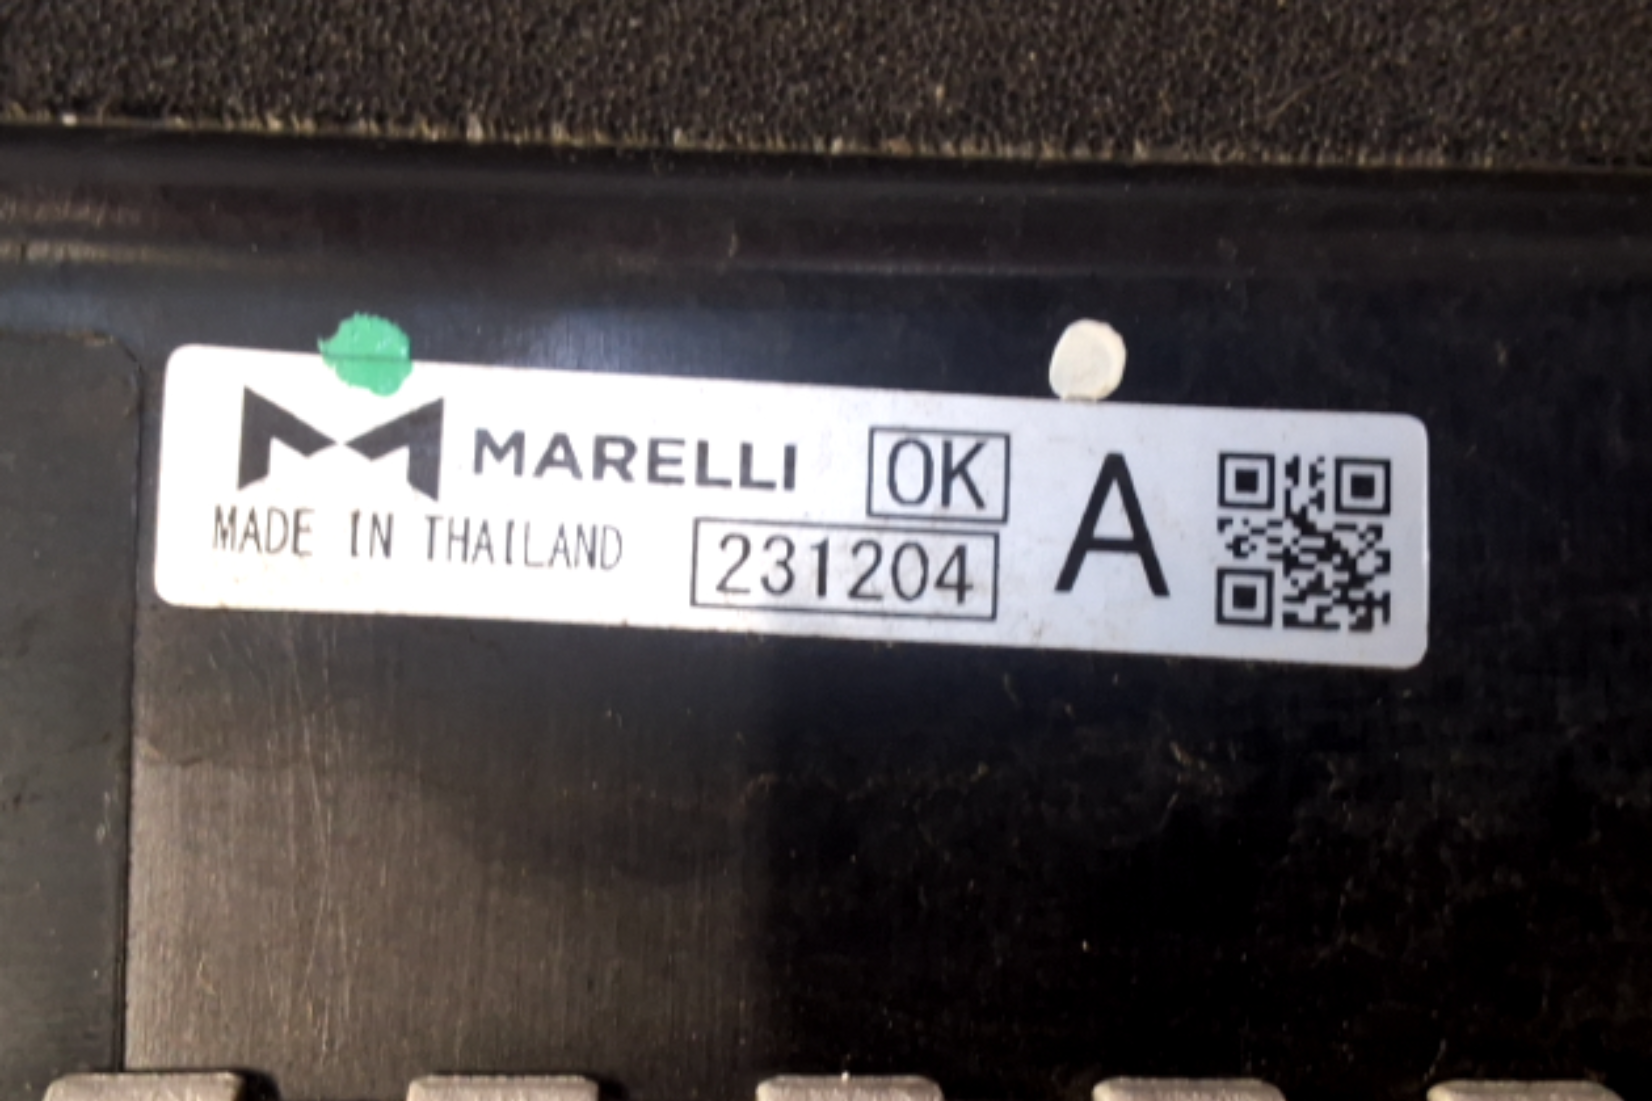 MARELLI OK
MADE IN THAILAND 231204
A